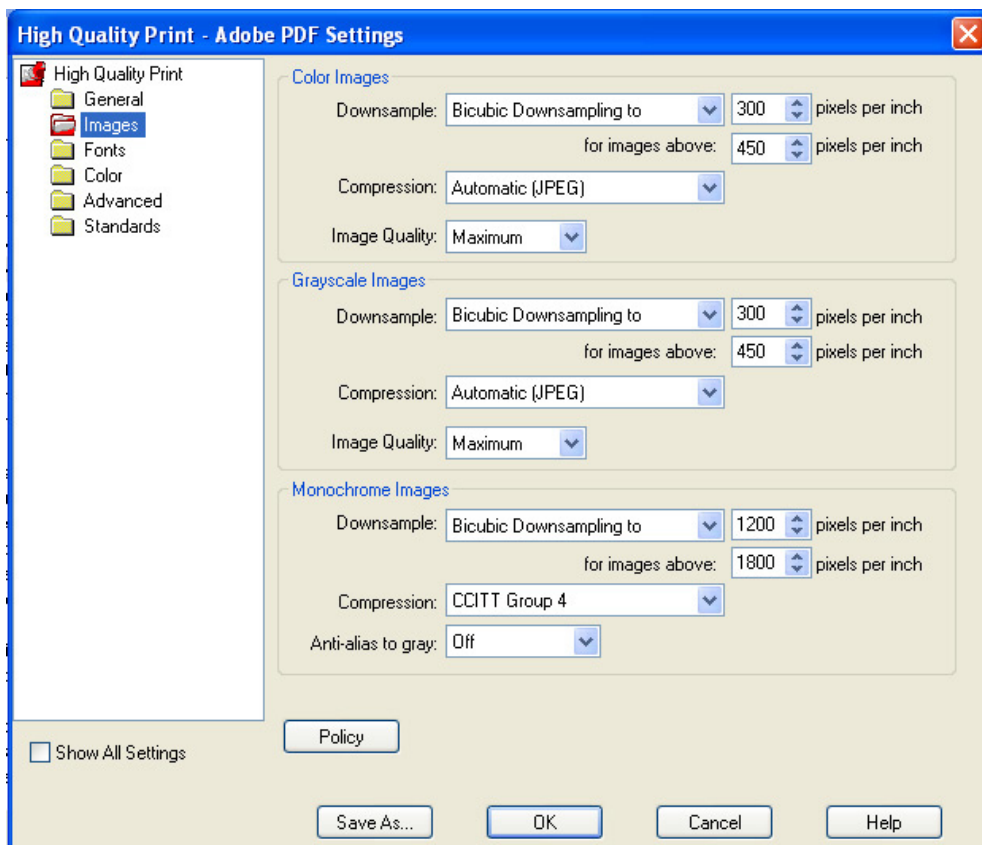 High Quality Print - Adobe PDF Settings
High Quality Print
General
Images
Fonts
Color
Advanced
Standards
Show All Settings
Color Images
Downsample: Bicubic Downsampling to 300 pixels per inch
for images above: 450 pixels per inch
Compression: Automatic (JPEG)
Image Quality: Maximum
Grayscale Images
Downsample: Bicubic Downsampling to 300 pixels per inch
for images above: 450 pixels per inch
Compression: Automatic (JPEG)
Image Quality: Maximum
Monochrome Images
Downsample: Bicubic Downsampling to 1200 pixels per inch
for images above: 1800 pixels per inch
Compression: CCITT Group 4
Anti-alias to gray: Off
Policy
Save As... OK Cancel Help